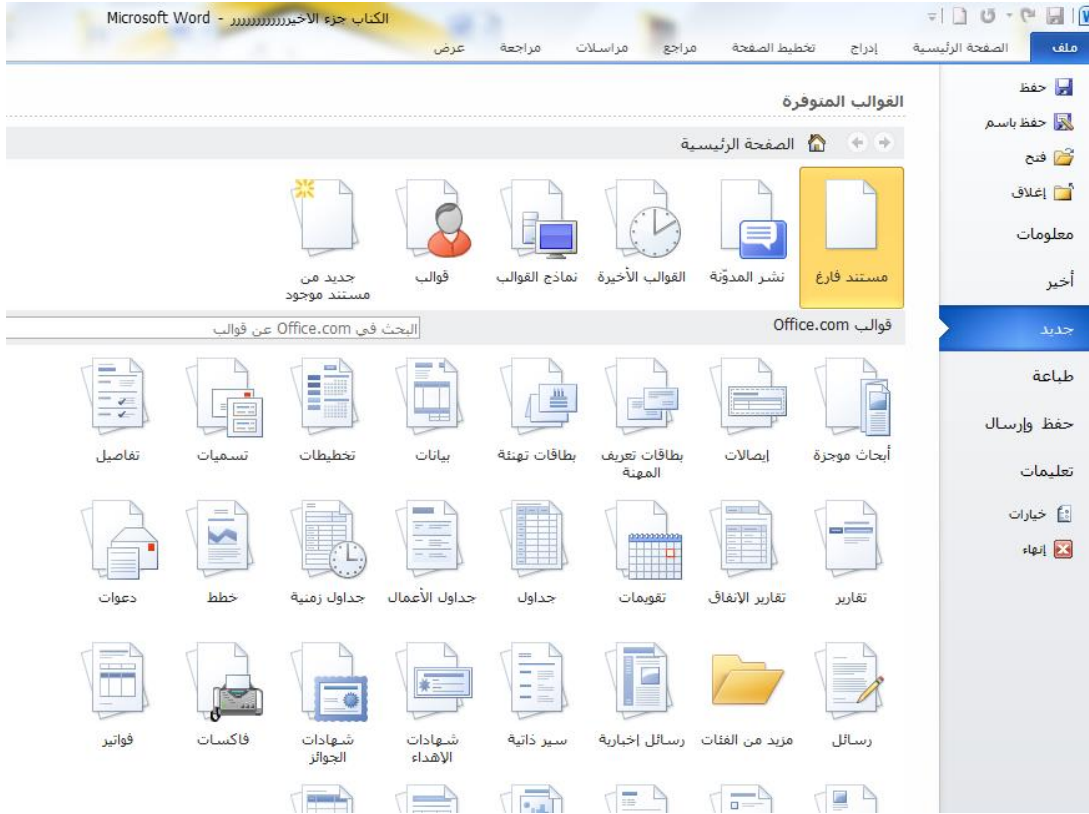 الكتاب جزء الاخيررررررررررر - Microsoft Word
ملف الصفحة الرئيسية إدراج تخطيط الصفحة مراجع مراسلات مراجعة عرض
حفظ
حفظ باسم
فتح
إغلاق
معلومات
أخير
جديد
طباعة
حفظ وإرسال
تعليمات
خيارات
إنهاء
القوالب المتوفرة
الصفحة الرئيسية
مستند فارغ نشر المدوّنة القوالب الأخيرة نماذج القوالب قوالب جديد من
مستند موجود
قوالب Office.com البحث في Office.com عن قوالب
أبحاث موجزة إيصالات بطاقات تعريف بطاقات تهنئة بيانات تخطيطات تسميات تفاصيل
المهنة
تقارير تقارير الإنفاق تقويمات جداول جداول الأعمال جداول زمنية خطط دعوات
رسائل مزيد من الفئات رسائل إخبارية سير ذاتية شهادات شهادات فاكسات فواتير
الإهداء الجوائز